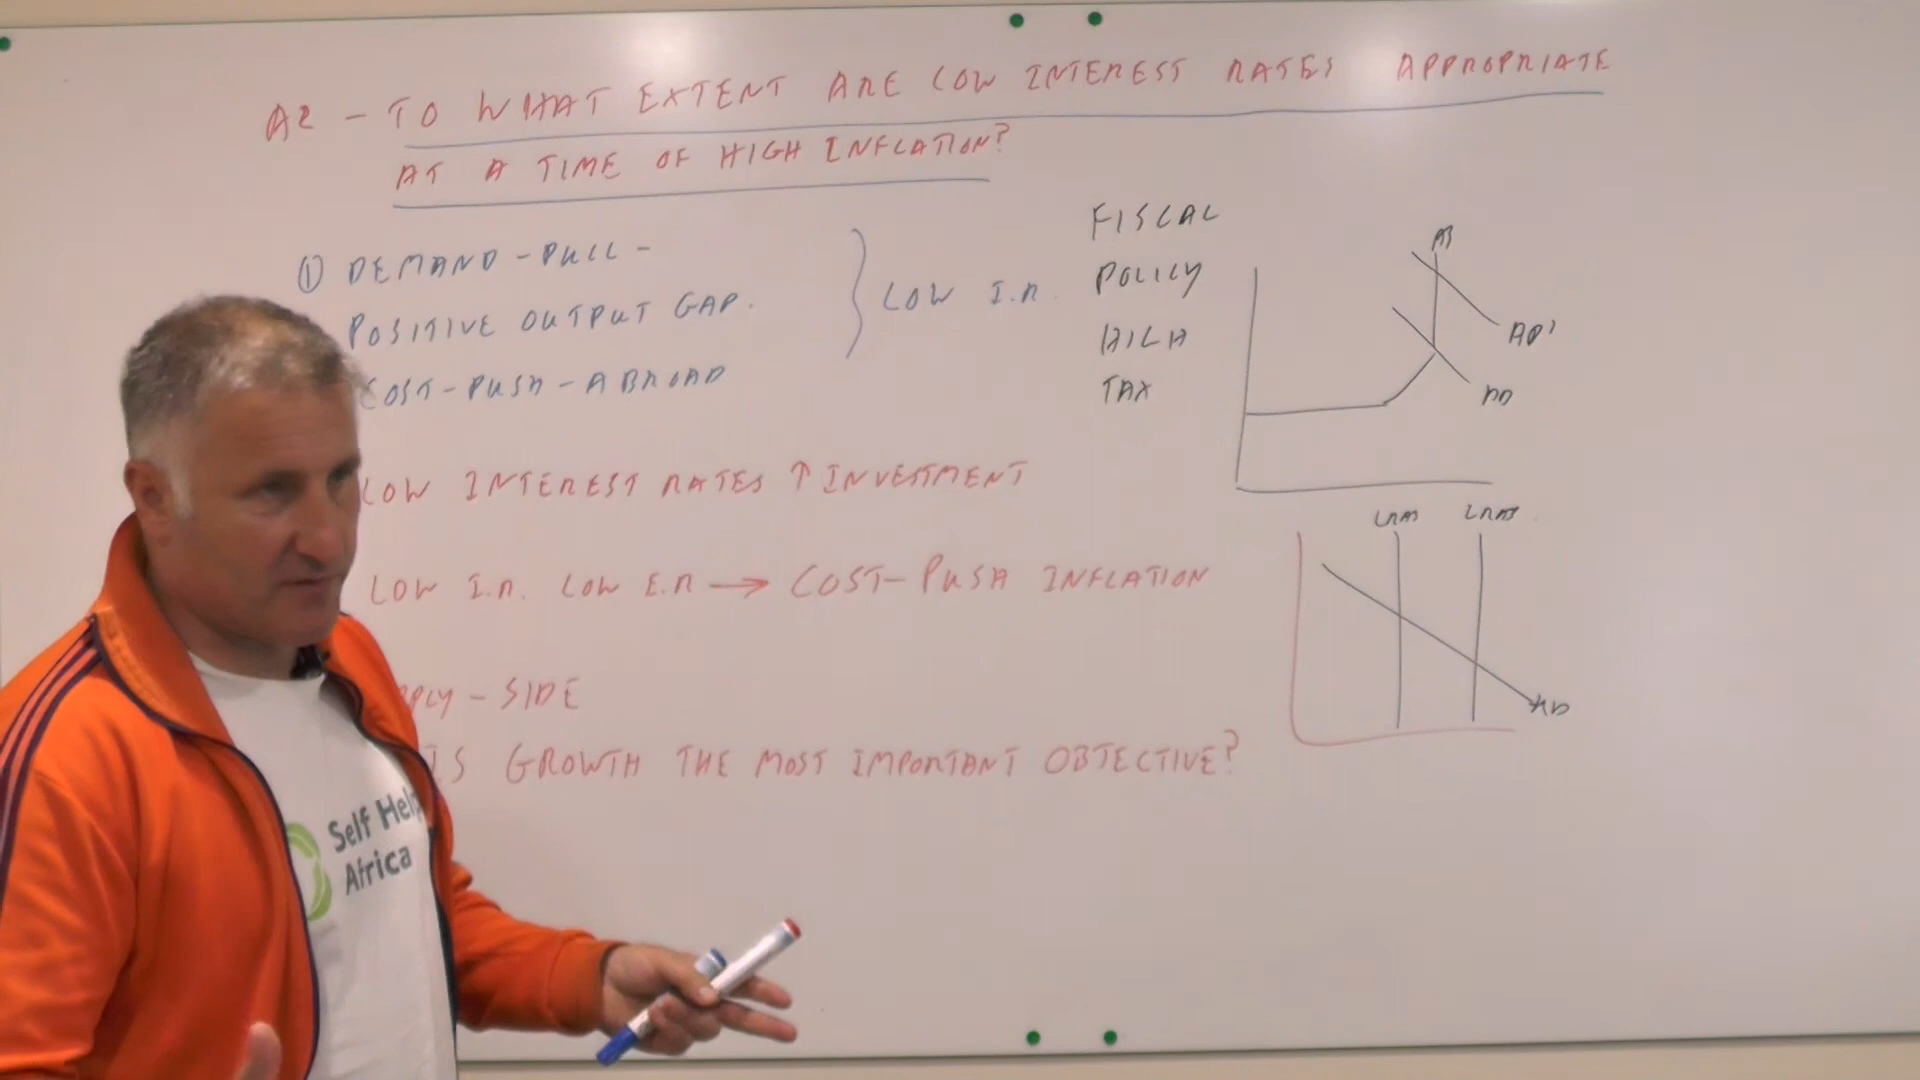 A2 - TO WHAT EXTENT ARE LOW INTEREST RATES APPROPRIATE
AT A TIME OF HIGH INFLATION?
① DEMAND-PULL-
POSITIVE OUTPUT GAP.
COST-PUSH-ABROAD
LOW I.R.
FISCAL
POLICY
HIGH
TAX
AS
AD'
AD
LOW INTEREST RATES ↑ INVESTMENT
LOW I.R. LOW E.R → COST-PUSH INFLATION
PPLY-SIDE
IS GROWTH THE MOST IMPORTANT OBJECTIVE?
LRAS LRAS
AD
Self Help
Africa